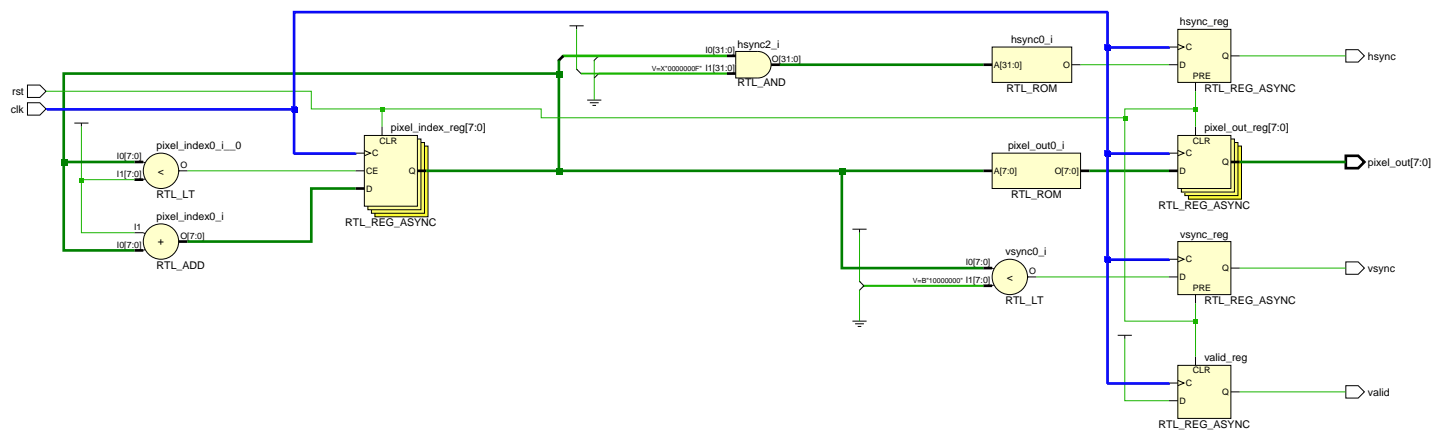 hsync_reg
hsync2_i
hsync0_i
I0[31:0]
O[31:0]
V=X"0000000F" I1[31:0]
RTL_AND
A[31:0]
O
RTL_ROM
C
D
Q
PRE
RTL_REG_ASYNC
hsync
rst
clk
pixel_index_reg[7:0]
CLR
C
CE
D
Q
RTL_REG_ASYNC
pixel_index0_i__0
I0[7:0]
I1[7:0]
<
O
RTL_LT
pixel_index0_i
I1
I0[7:0]
+
O[7:0]
RTL_ADD
pixel_out0_i
A[7:0]
O[7:0]
RTL_ROM
pixel_out_reg[7:0]
CLR
C
D
Q
RTL_REG_ASYNC
pixel_out[7:0]
vsync0_i
I0[7:0]
V=B"10000000" I1[7:0]
<
O
RTL_LT
vsync_reg
C
D
Q
PRE
RTL_REG_ASYNC
vsync
valid_reg
CLR
C
D
Q
RTL_REG_ASYNC
valid